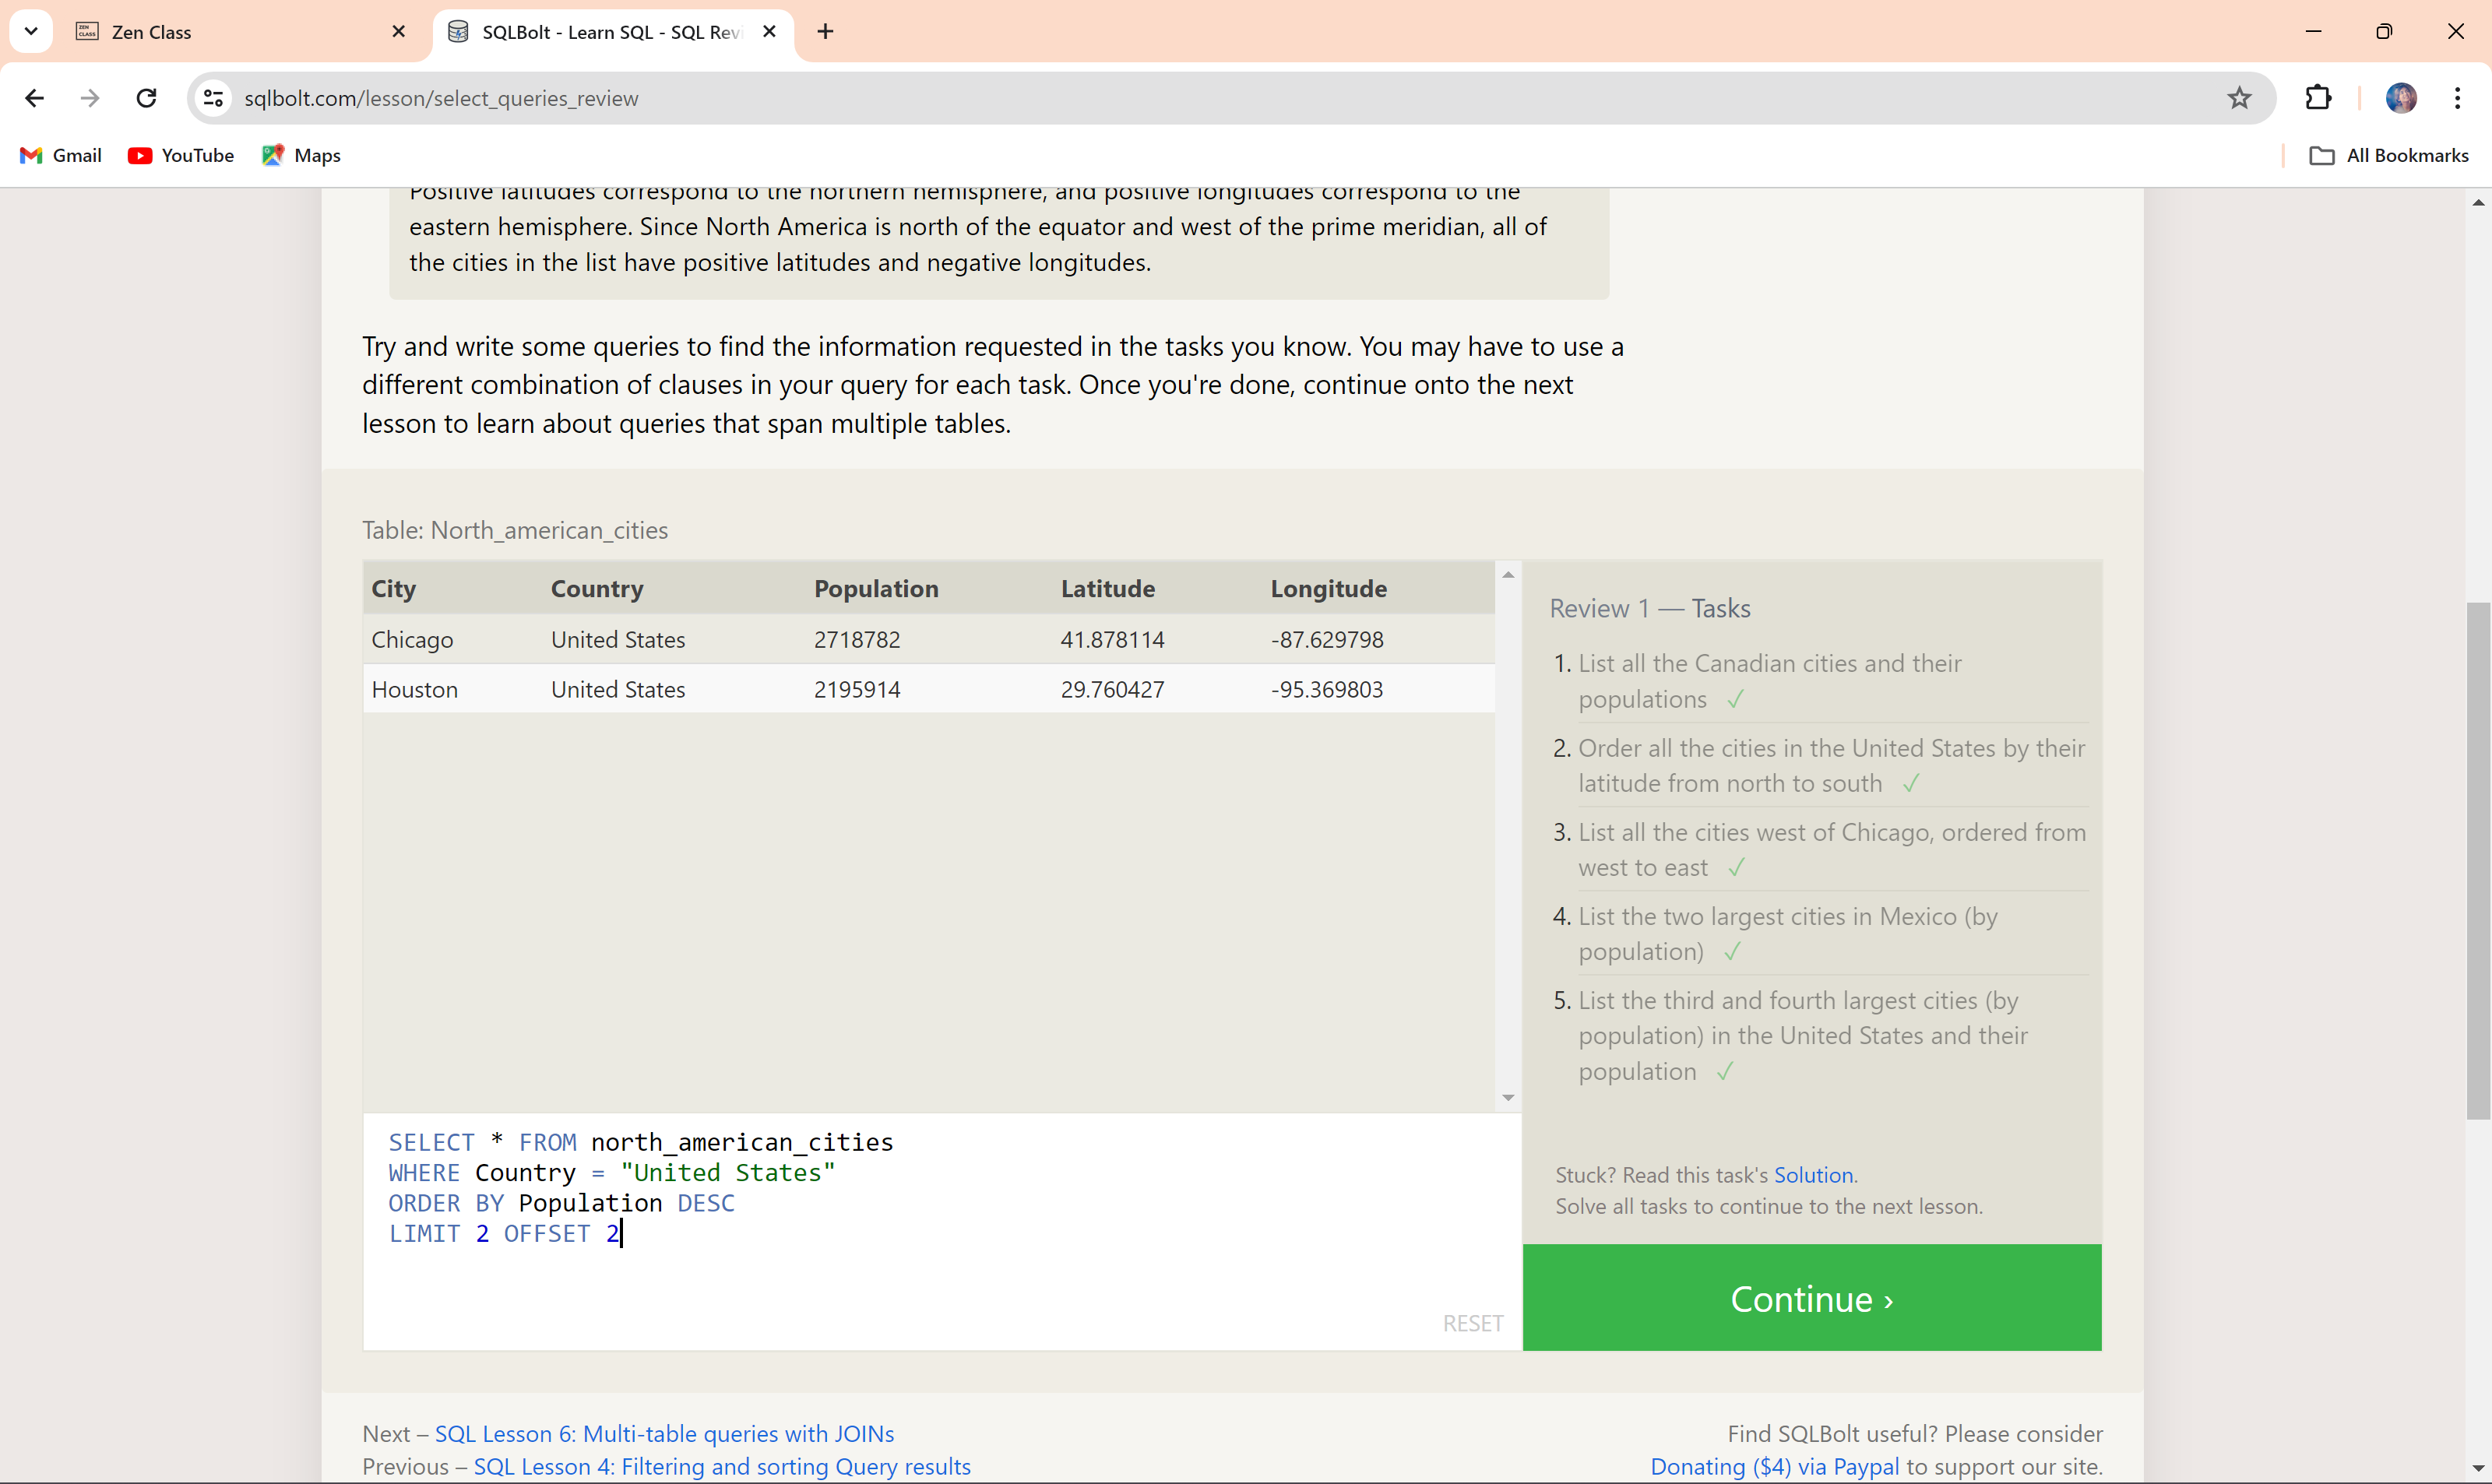 Zen Class
SQLBolt - Learn SQL - SQL Revi
sqlbolt.com/lesson/select_queries_review
Gmail
YouTube
Maps
All Bookmarks
Positive latitudes correspond to the northern hemisphere, and positive longitudes correspond to the
eastern hemisphere. Since North America is north of the equator and west of the prime meridian, all of
the cities in the list have positive latitudes and negative longitudes.
Try and write some queries to find the information requested in the tasks you know. You may have to use a
different combination of clauses in your query for each task. Once you're done, continue onto the next
lesson to learn about queries that span multiple tables.
Table: North_american_cities
City Country Population Latitude Longitude
Chicago United States 2718782 41.878114 -87.629798
Houston United States 2195914 29.760427 -95.369803
Review 1 — Tasks
1. List all the Canadian cities and their
populations ✓
2. Order all the cities in the United States by their
latitude from north to south ✓
3. List all the cities west of Chicago, ordered from
west to east ✓
4. List the two largest cities in Mexico (by
population) ✓
5. List the third and fourth largest cities (by
population) in the United States and their
population ✓
SELECT * FROM north_american_cities
WHERE Country = "United States"
ORDER BY Population DESC
LIMIT 2 OFFSET 2
RESET
Stuck? Read this task's Solution.
Solve all tasks to continue to the next lesson.
Continue ›
Next – SQL Lesson 6: Multi-table queries with JOINs
Previous – SQL Lesson 4: Filtering and sorting Query results
Find SQLBolt useful? Please consider
Donating ($4) via Paypal to support our site.